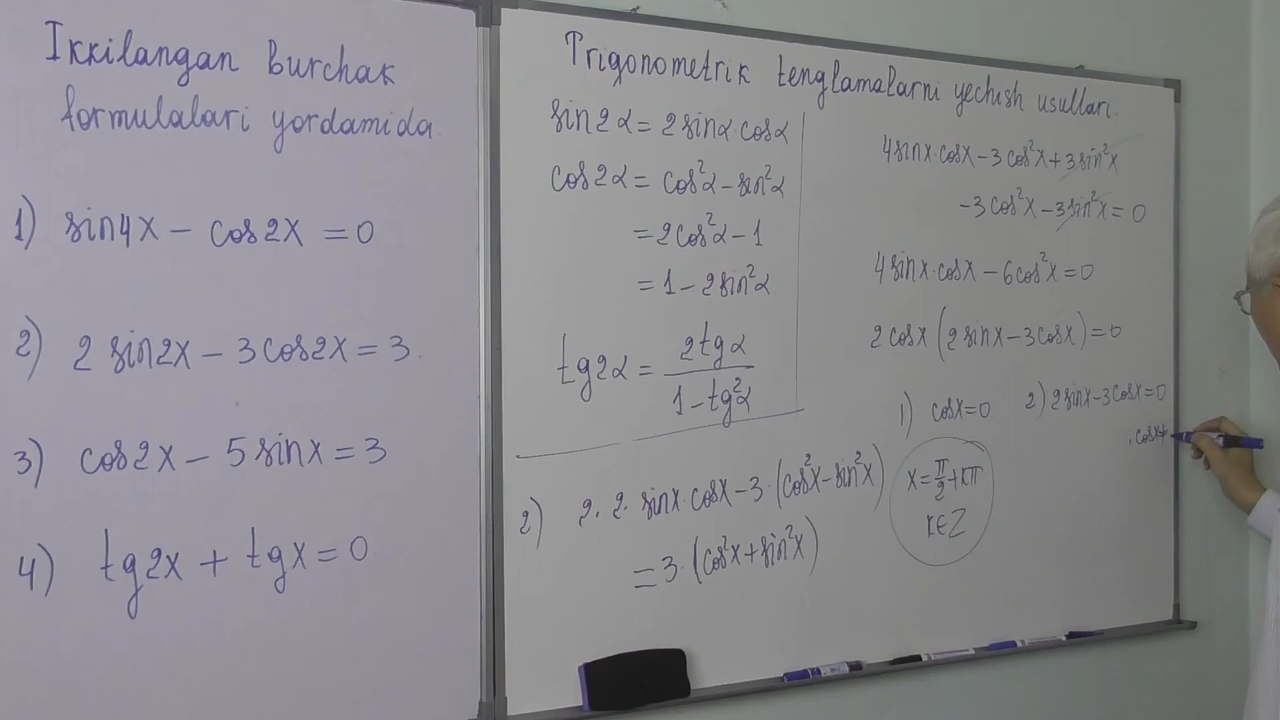 Ikkilangan Burchak
formulalari yordamida
1) sin4x – cos2x = 0
2) 2 sin2x – 3cos2x = 3.
3) cos2x – 5 sinx = 3
4) tg2x + tgx = 0
Trigonometrik tenglamalarni yechish usullari.
sin2α = 2sinα·cosα
cos2α = cos²α – sin²α
= 2cos²α – 1
= 1 – 2sin²α
tg2α = 2tgα / (1 – tg²α)
2) 2·2·sinx·cosx – 3·(cos²x – sin²x)
= 3·(cos²x + sin²x)
4sinx·cosx – 3cos²x + 3sin²x
–3cos²x – 3sin²x = 0
4sinx·cosx – 6cos²x = 0
2cosx(2sinx – 3cosx) = 0
1) cosx = 0
x = π/2 + kπ
k∈Z
2) 2sinx – 3cosx = 0
cosx≠